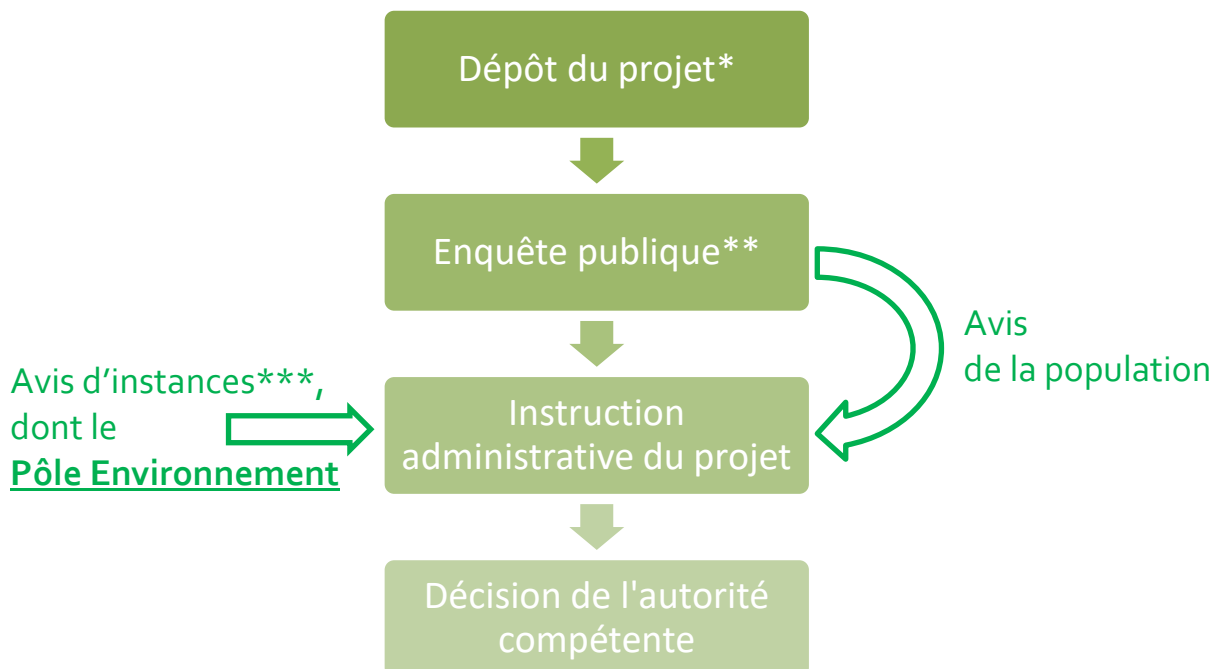 Dépôt du projet*
Enquête publique**
Avis
de la population
Avis d’instances***,
dont le
Pôle Environnement
Instruction
administrative du projet
Décision de l'autorité
compétente